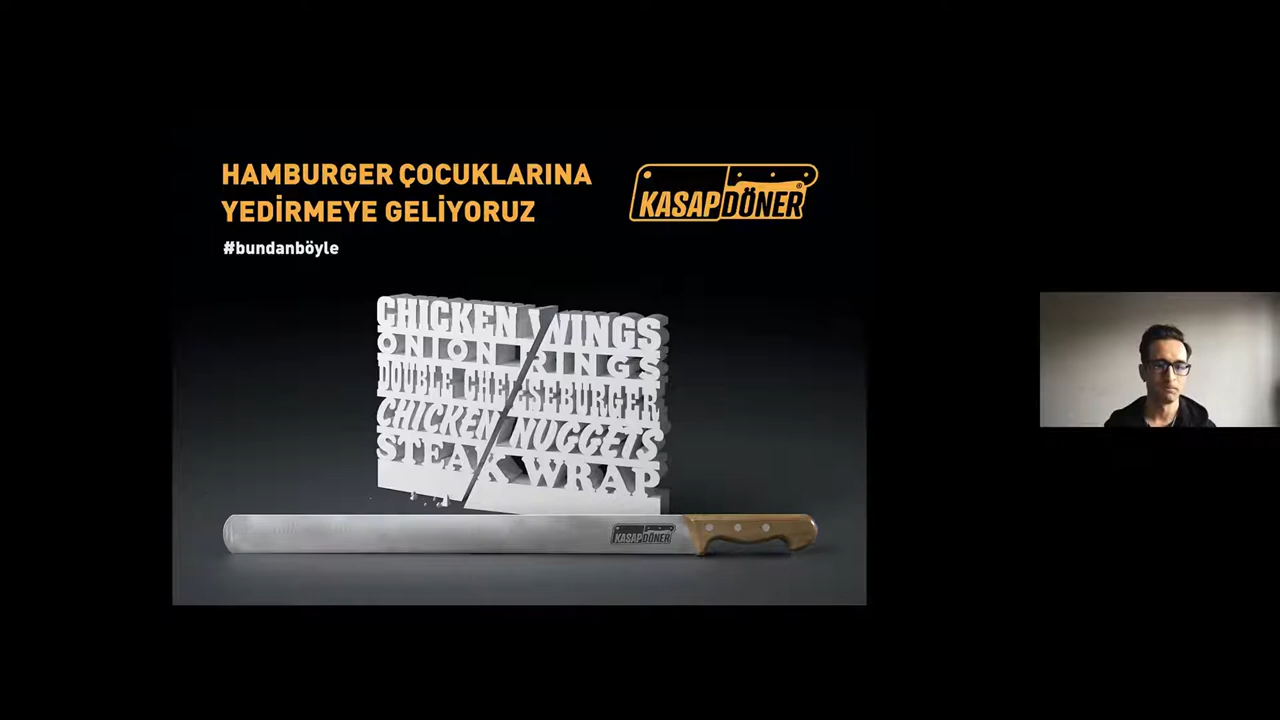 HAMBURGER ÇOCUKLARINA
YEDİRMEYE GELİYORUZ
#bundanböyle
KASAPDÖNER®
CHICKEN WINGS
ONION RINGS
DOUBLE CHEESEBURGER
CHICKEN NUGGETS
STEAK WRAP
KASAPDÖNER